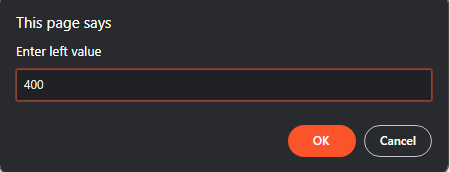 This page says
Enter left value
400
OK
Cancel